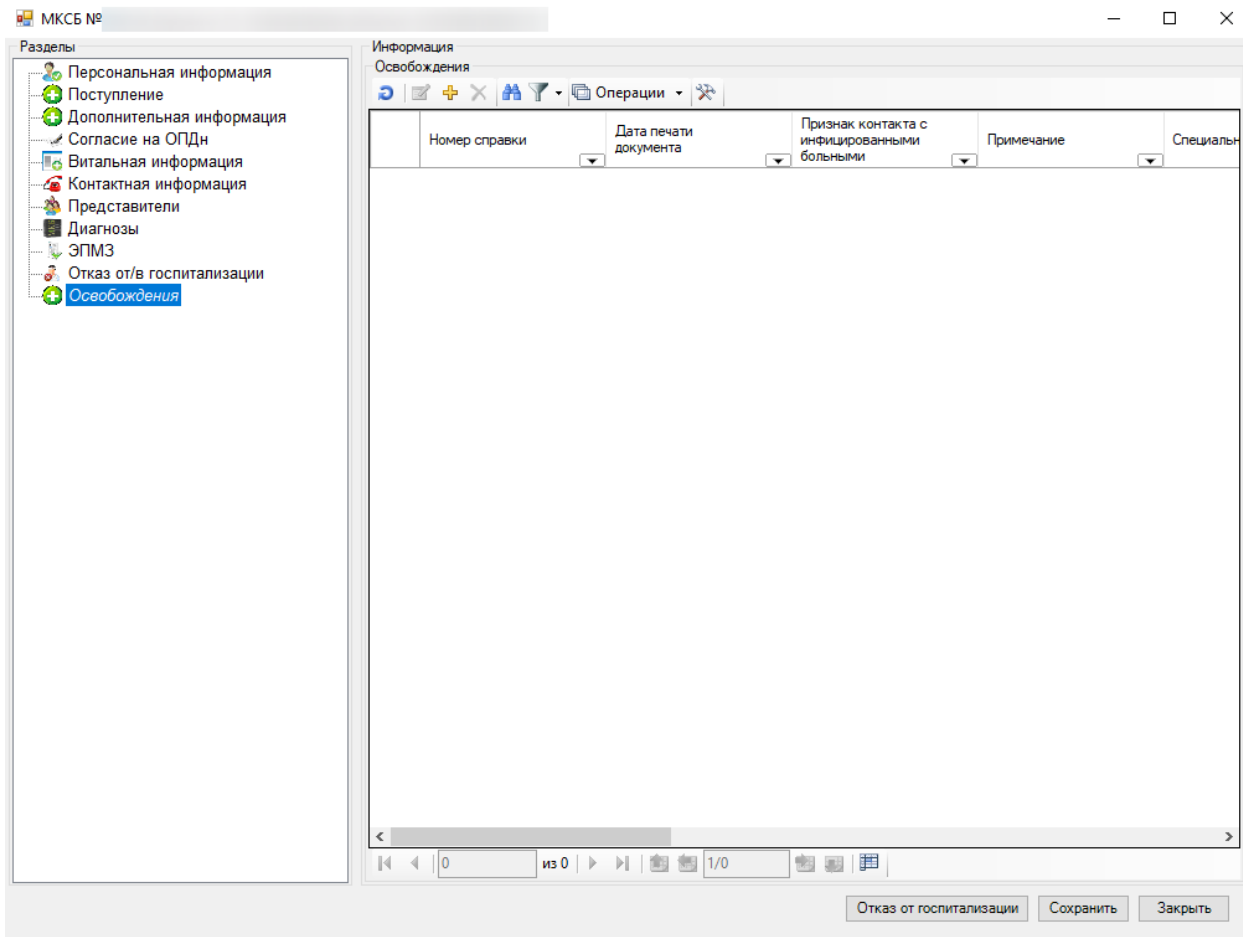 МКСБ №
Разделы
Персональная информация
Поступление
Дополнительная информация
Согласие на ОПДн
Витальная информация
Контактная информация
Представители
Диагнозы
ЭПМЗ
Отказ от/в госпитализации
Освобождения
Информация
Освобождения
Операции
Номер справки
Дата печати
документа
Признак контакта с
инфицированными
больными
Примечание
Специальн
0
из 0
1/0
Отказ от госпитализации
Сохранить
Закрыть